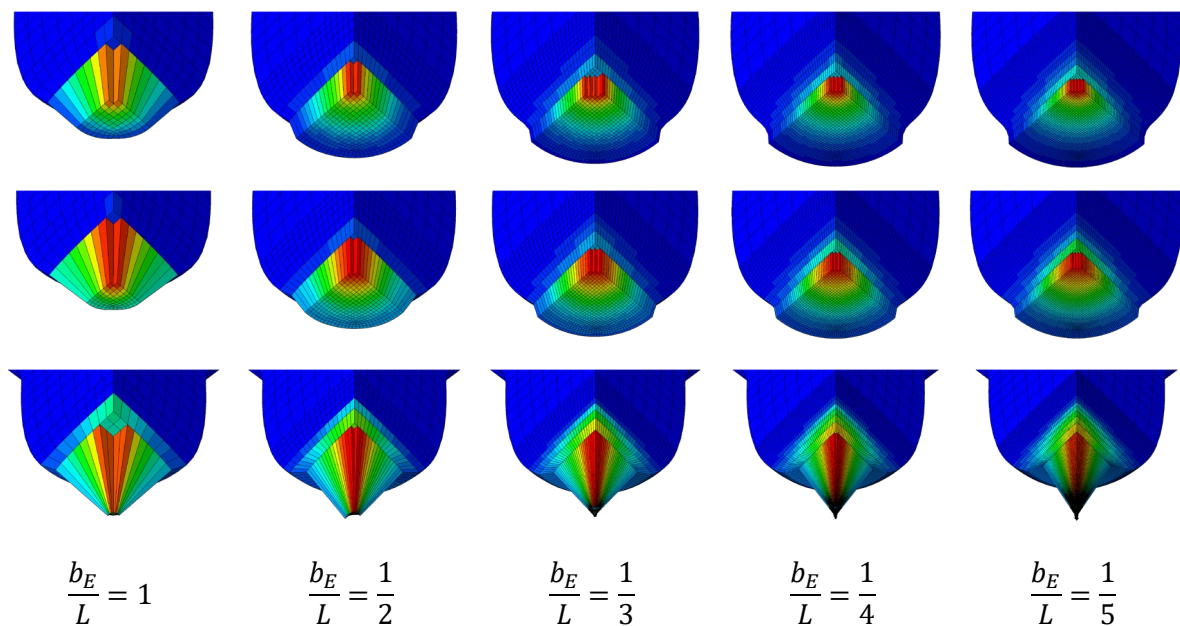 b_E/L = 1
b_E/L = 1/2
b_E/L = 1/3
b_E/L = 1/4
b_E/L = 1/5